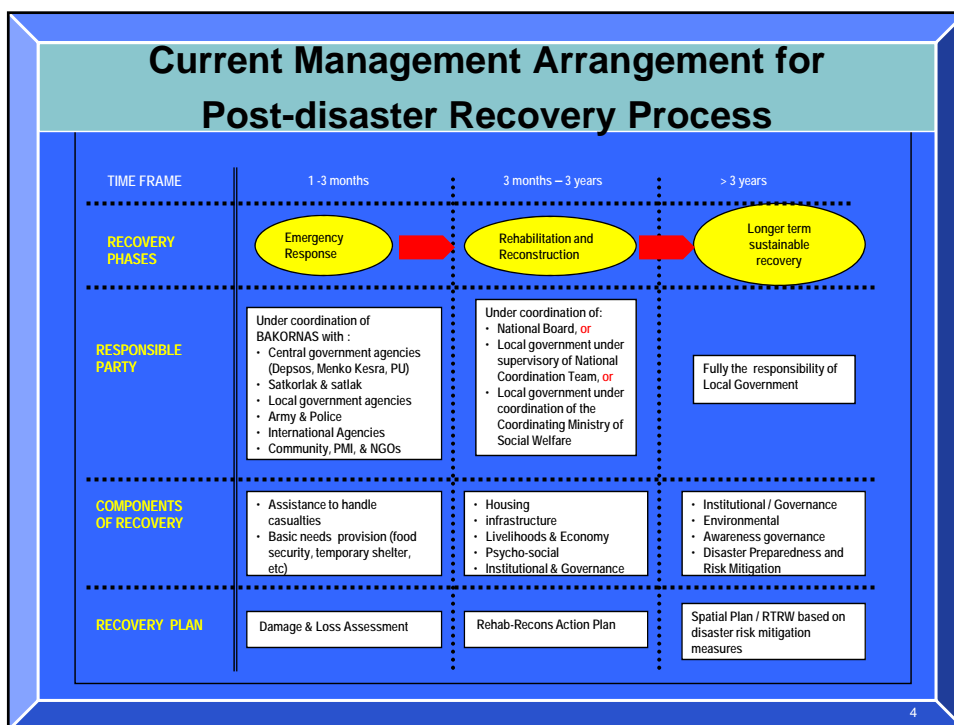 Current Management Arrangement for
Post-disaster Recovery Process
TIME FRAME
1 -3 months
3 months – 3 years
> 3 years
RECOVERY
PHASES
Emergency
Response
Rehabilitation and
Reconstruction
Longer term
sustainable
recovery
RESPONSIBLE
PARTY
Under coordination of
BAKORNAS with :
• Central government agencies
(Depsos, Menko Kesra, PU)
• Satkorlak & satlak
• Local government agencies
• Army & Police
• International Agencies
• Community, PMI, & NGOs
Under coordination of:
• National Board, or
• Local government under
supervisory of National
Coordination Team, or
• Local government under
coordination of the
Coordinating Ministry of
Social Welfare
Fully the responsibility of
Local Government
COMPONENTS
OF RECOVERY
• Assistance to handle
casualties
• Basic needs provision (food
security, temporary shelter,
etc)
• Housing
• infrastructure
• Livelihoods & Economy
• Psycho-social
• Institutional & Governance
• Institutional / Governance
• Environmental
• Awareness governance
• Disaster Preparedness and
Risk Mitigation
RECOVERY PLAN
Damage & Loss Assessment
Rehab-Recons Action Plan
Spatial Plan / RTRW based on
disaster risk mitigation
measures
4